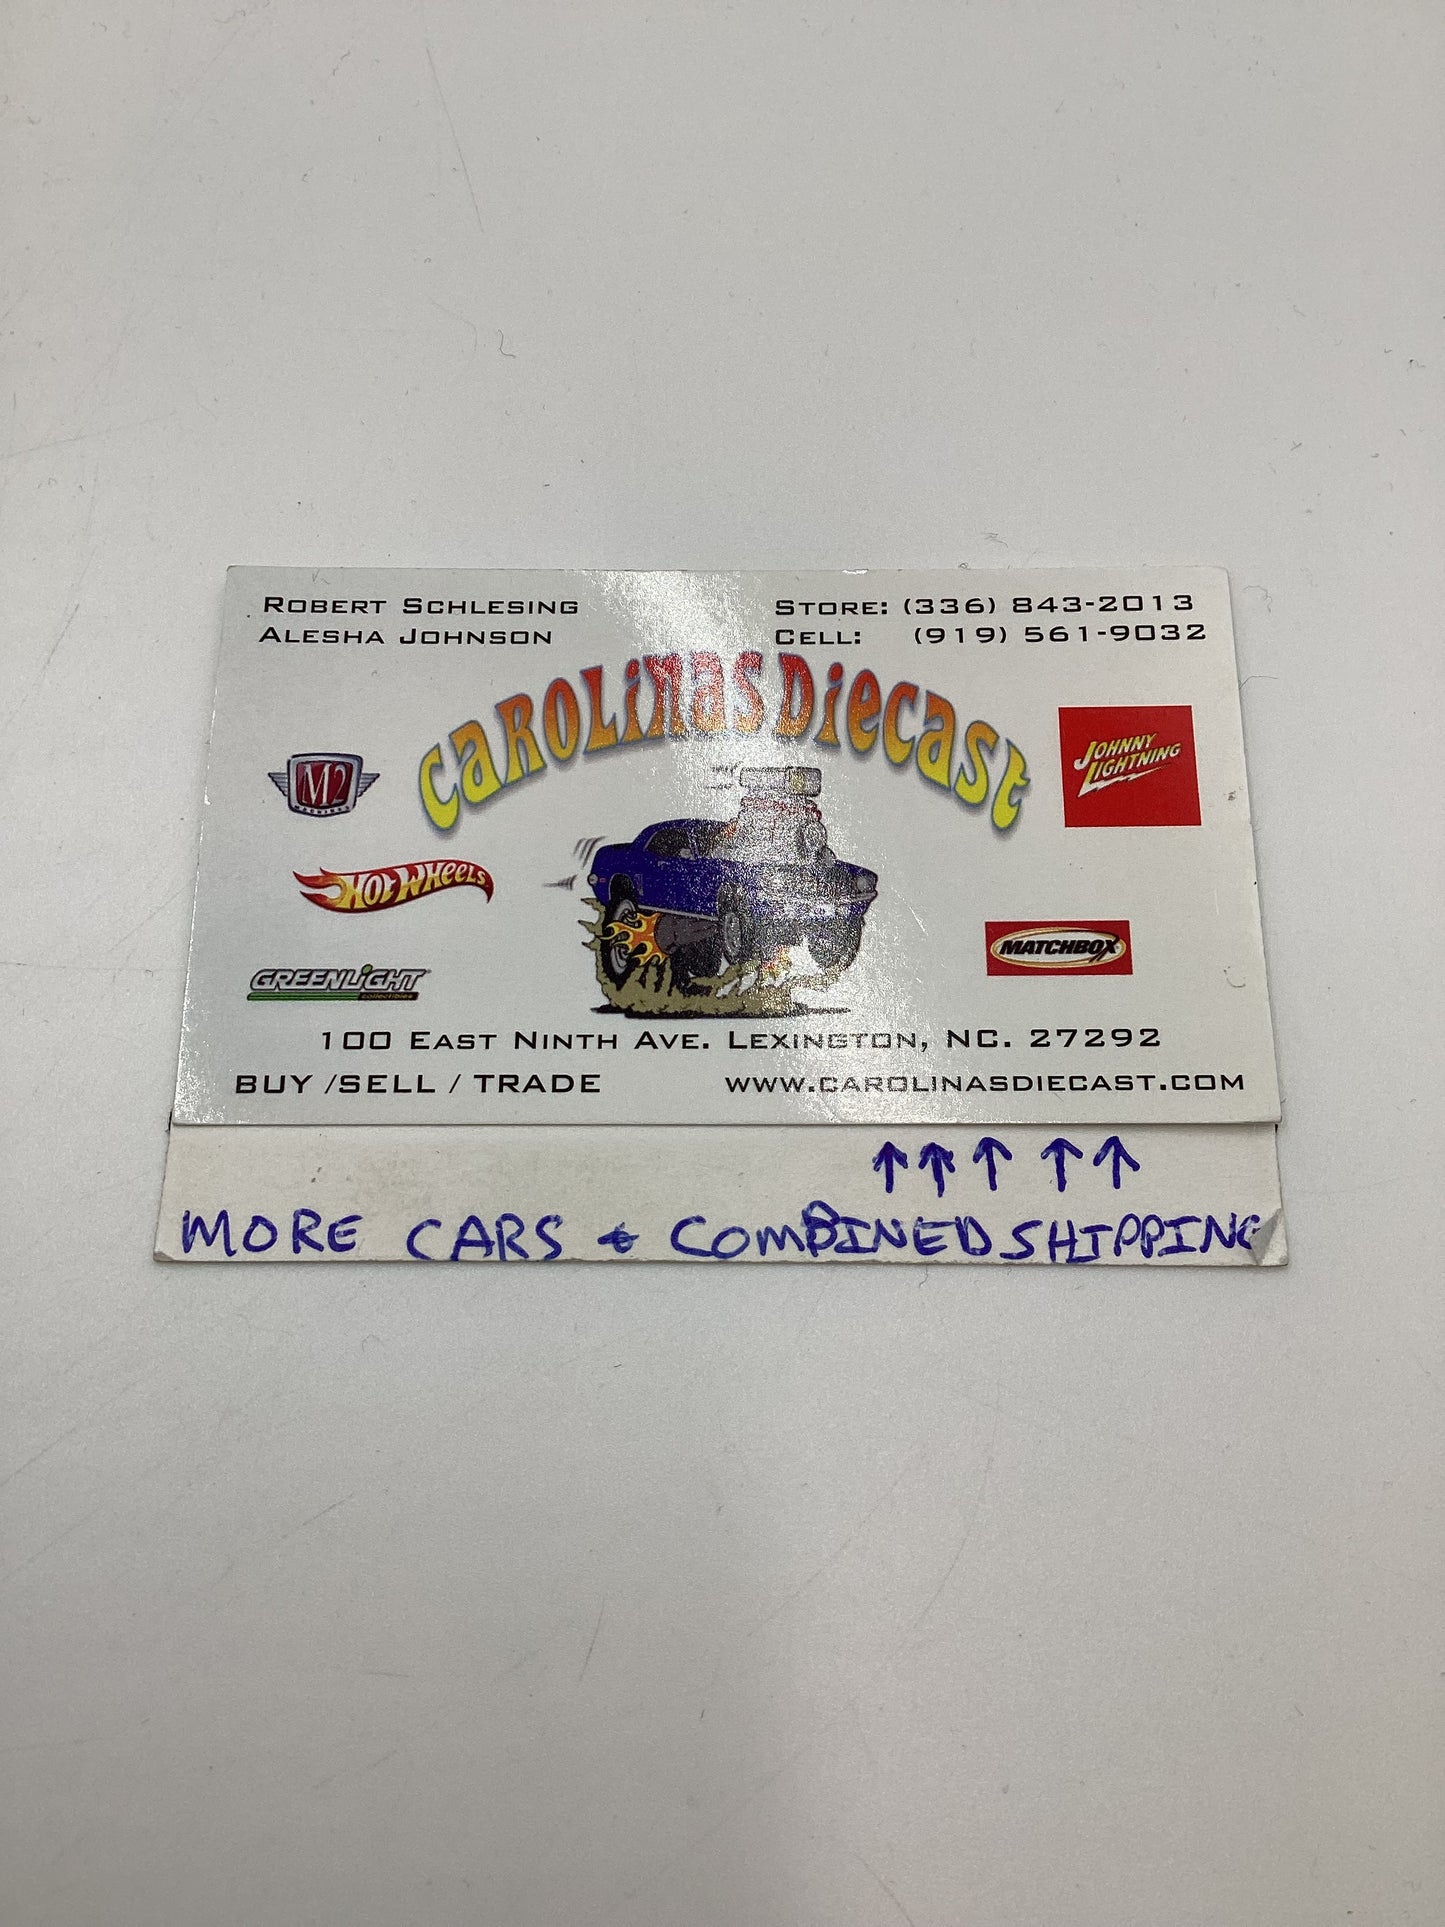 ROBERT SCHLESING
ALESHA JOHNSON
STORE: (336) 843-2013
CELL: (919) 561-9032
CAROLINAS DIECAST
M2
MACHINES
JOHNNY
LIGHTNING
HOT WHEELS
MATCHBOX
GREENLIGHT
collectibles
100 EAST NINTH AVE. LEXINGTON, NC. 27292
BUY /SELL / TRADE
WWW.CAROLINASDIECAST.COM
↑↑↑↑↑
MORE CARS & COMBINED SHIPPING